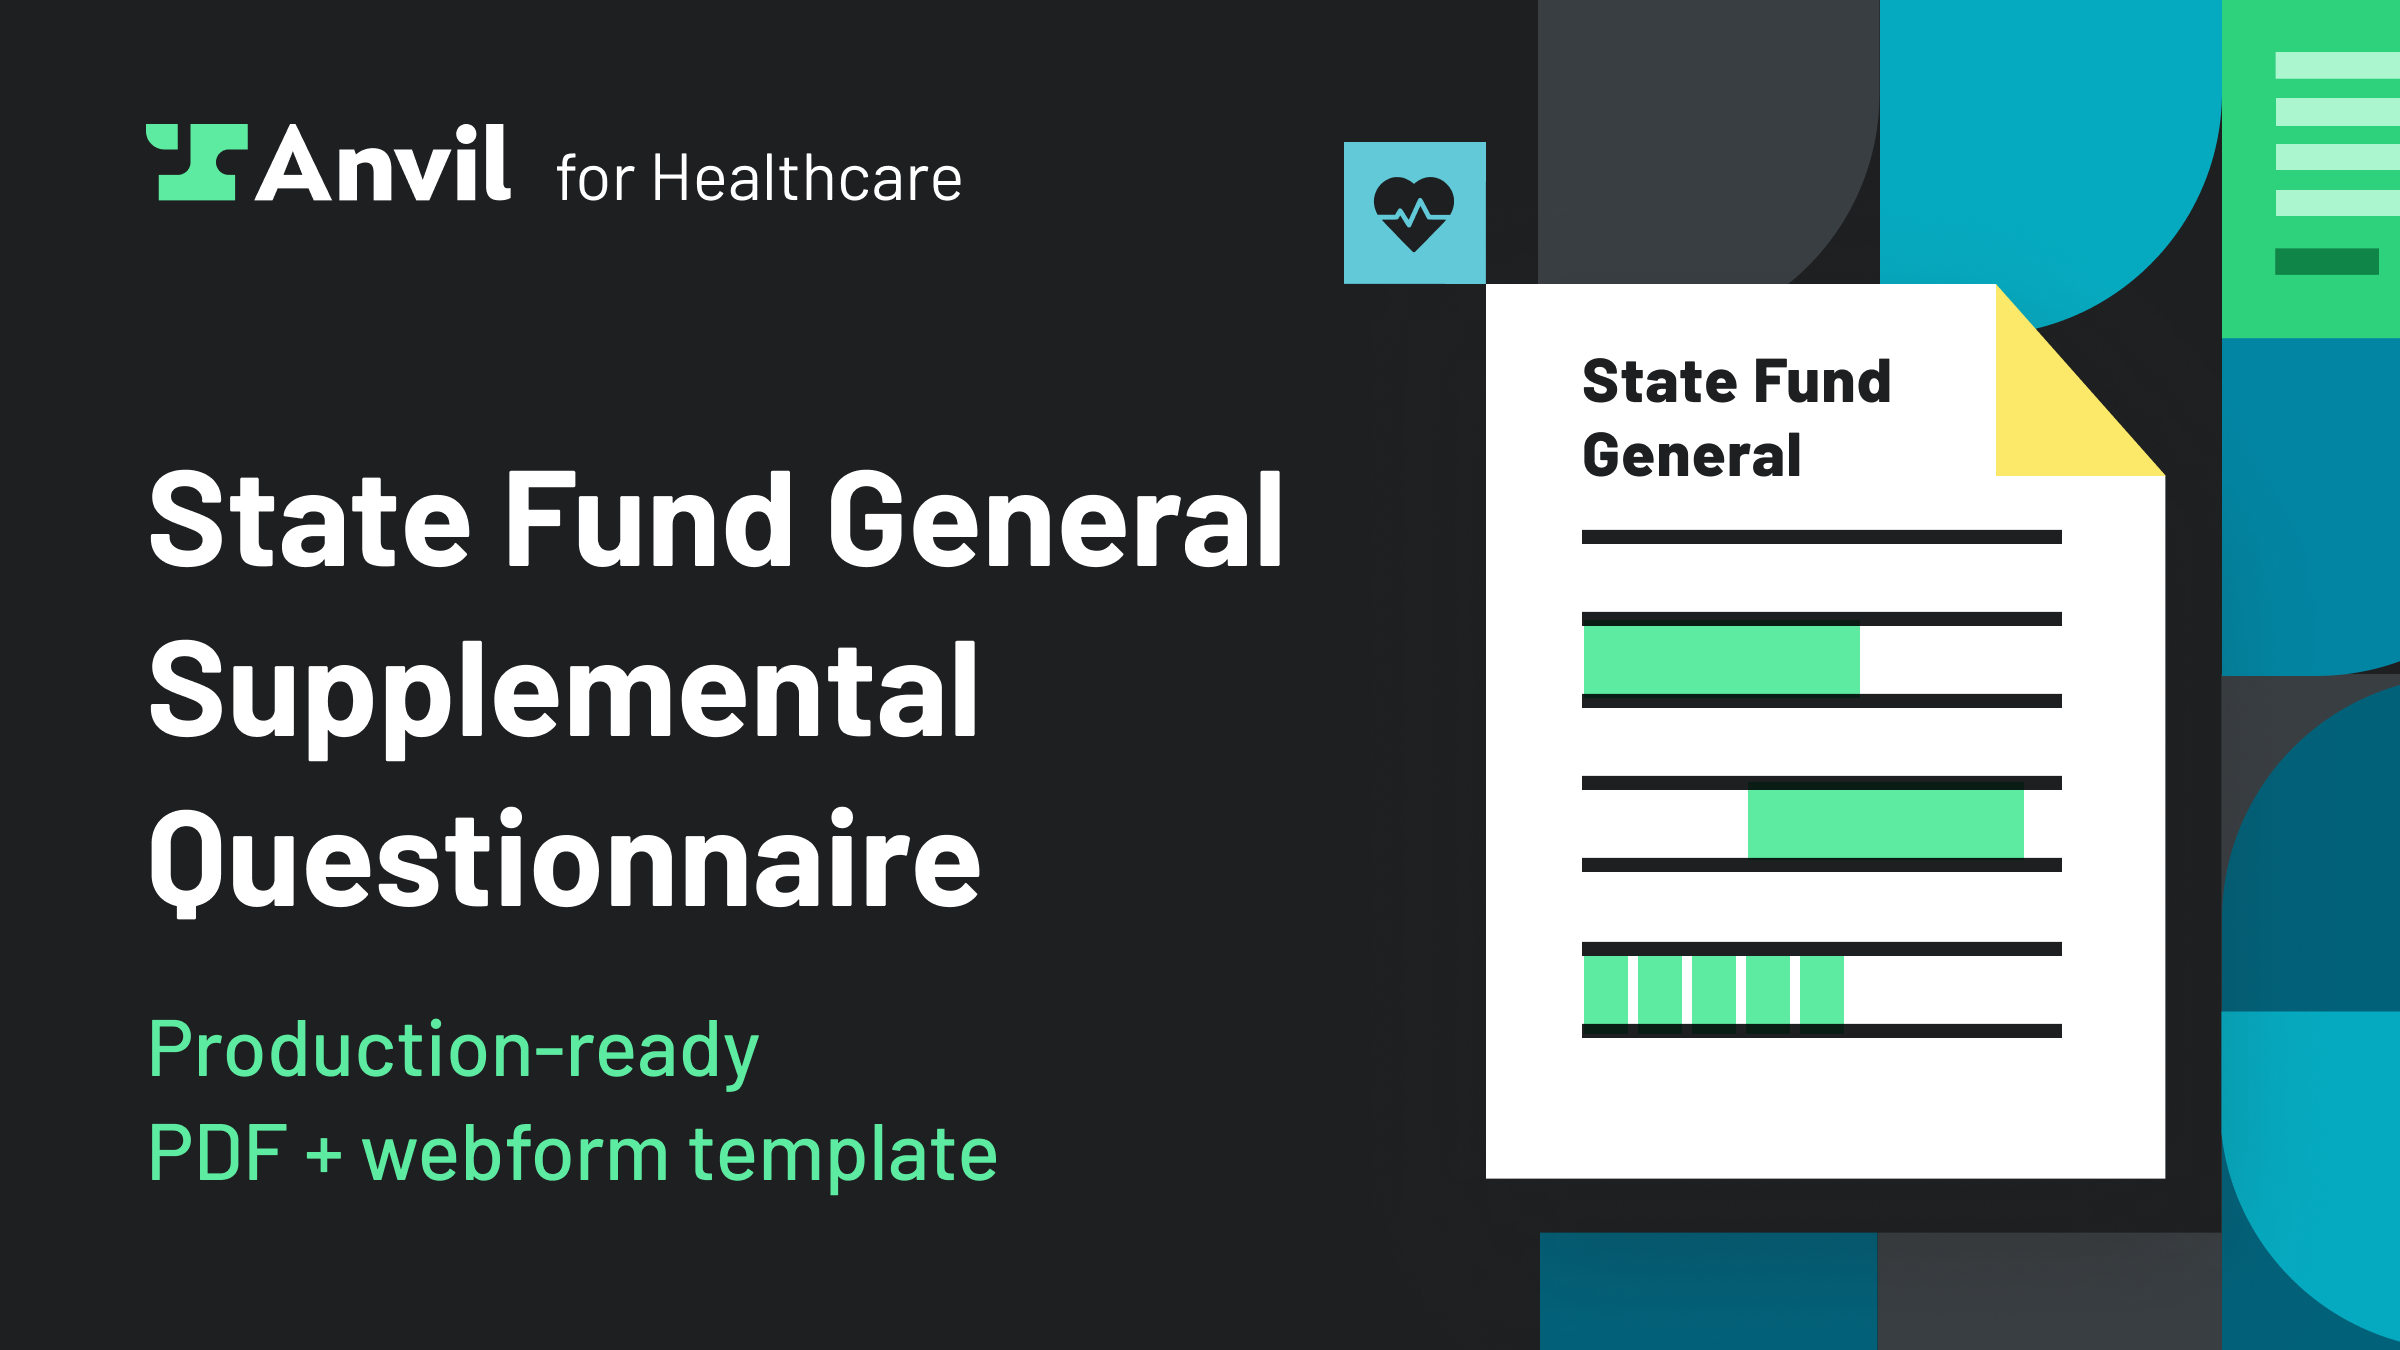 Anvil for Healthcare
State Fund General
Supplemental
Questionnaire
Production-ready
PDF + webform template
State Fund
General